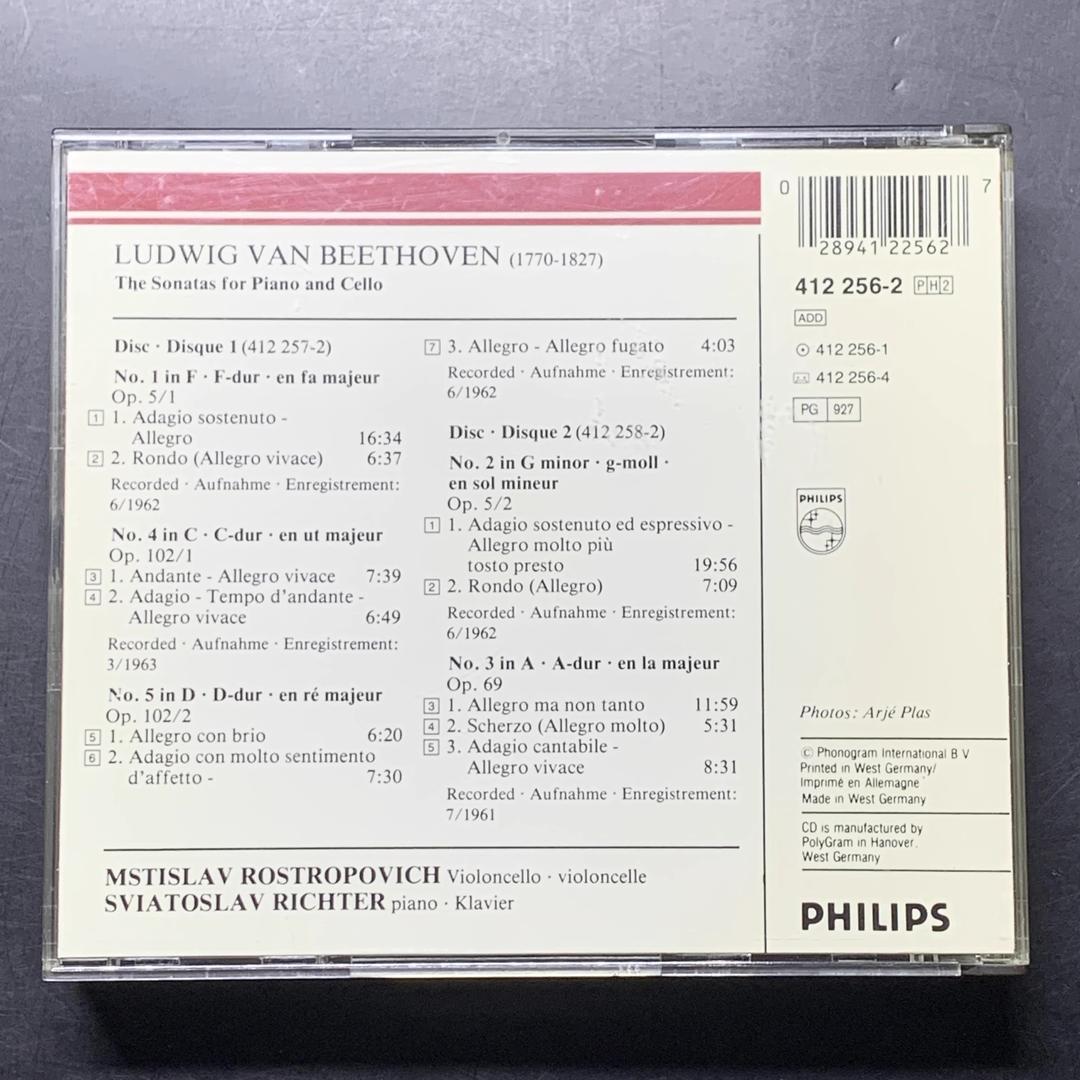 LUDWIG VAN BEETHOVEN (1770-1827)
The Sonatas for Piano and Cello
Disc · Disque 1 (412 257-2)
No. 1 in F · F-dur · en fa majeur
Op. 5/1
1 1. Adagio sostenuto -
Allegro 16:34
2 2. Rondo (Allegro vivace) 6:37
Recorded · Aufnahme · Enregistrement:
6/1962
No. 4 in C · C-dur · en ut majeur
Op. 102/1
3 1. Andante - Allegro vivace 7:39
4 2. Adagio - Tempo d'andante -
Allegro vivace 6:49
Recorded · Aufnahme · Enregistrement:
3/1963
No. 5 in D · D-dur · en ré majeur
Op. 102/2
5 1. Allegro con brio 6:20
6 2. Adagio con molto sentimento
d'affetto - 7:30
7 3. Allegro - Allegro fugato 4:03
Recorded · Aufnahme · Enregistrement:
6/1962
Disc · Disque 2 (412 258-2)
No. 2 in G minor · g-moll ·
en sol mineur
Op. 5/2
1 1. Adagio sostenuto ed espressivo -
Allegro molto più
tosto presto 19:56
2 2. Rondo (Allegro) 7:09
Recorded · Aufnahme · Enregistrement:
6/1962
No. 3 in A · A-dur · en la majeur
Op. 69
3 1. Allegro ma non tanto 11:59
4 2. Scherzo (Allegro molto) 5:31
5 3. Adagio cantabile -
Allegro vivace 8:31
Recorded · Aufnahme · Enregistrement:
7/1961
MSTISLAV ROSTROPOVICH Violoncello · violoncelle
SVIATOSLAV RICHTER piano · Klavier
0 28941 22562 7
412 256-2 PH2
ADD
412 256-1
412 256-4
PG 927
PHILIPS
Photos: Arjé Plas
© Phonogram International B V
Printed in West Germany/
Imprimé en Allemagne
Made in West Germany
CD is manufactured by
PolyGram in Hanover,
West Germany
PHILIPS